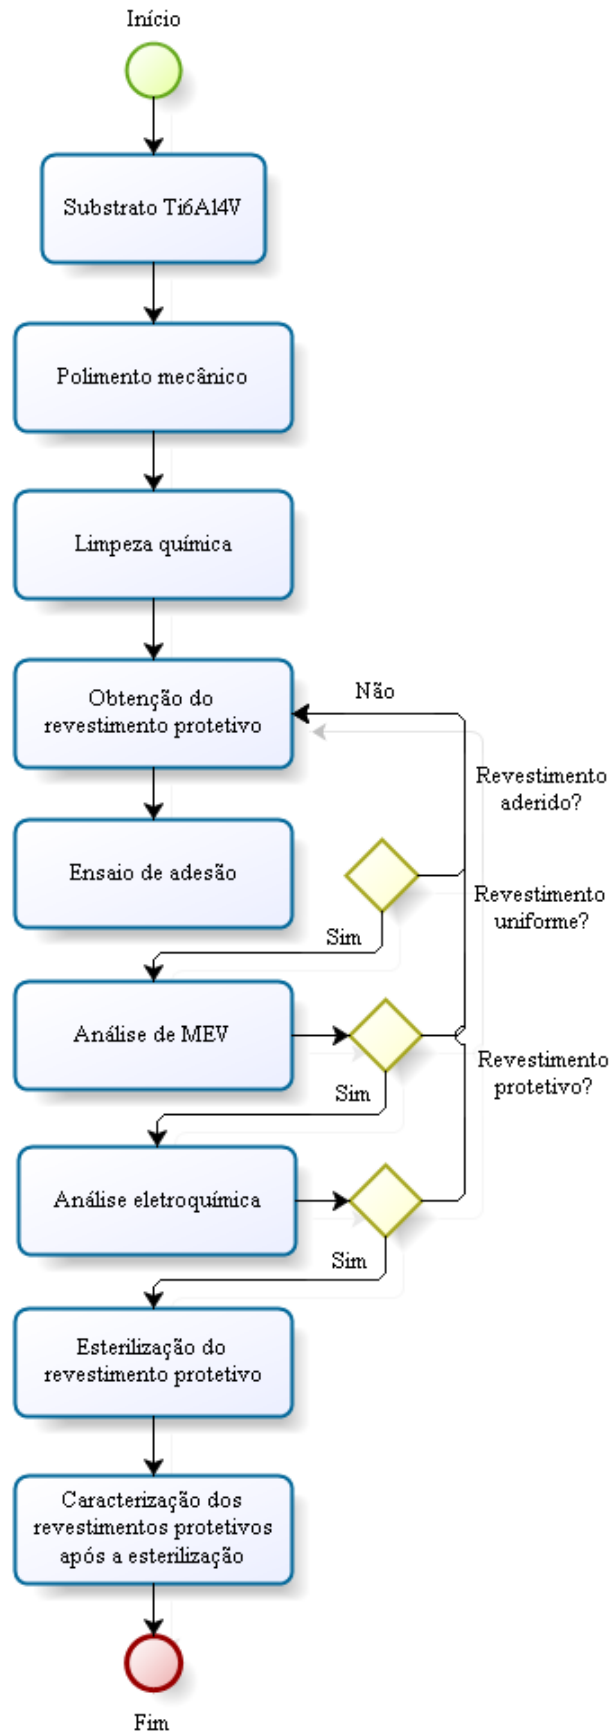 Início
Substrato Ti6Al4V
Polimento mecânico
Limpeza química
Obtenção do
revestimento protetivo
Não
Revestimento
aderido?
Ensaio de adesão
Revestimento
uniforme?
Sim
Análise de MEV
Revestimento
protetivo?
Sim
Análise eletroquímica
Sim
Esterilização do
revestimento protetivo
Caracterização dos
revestimentos protetivos
após a esterilização
Fim